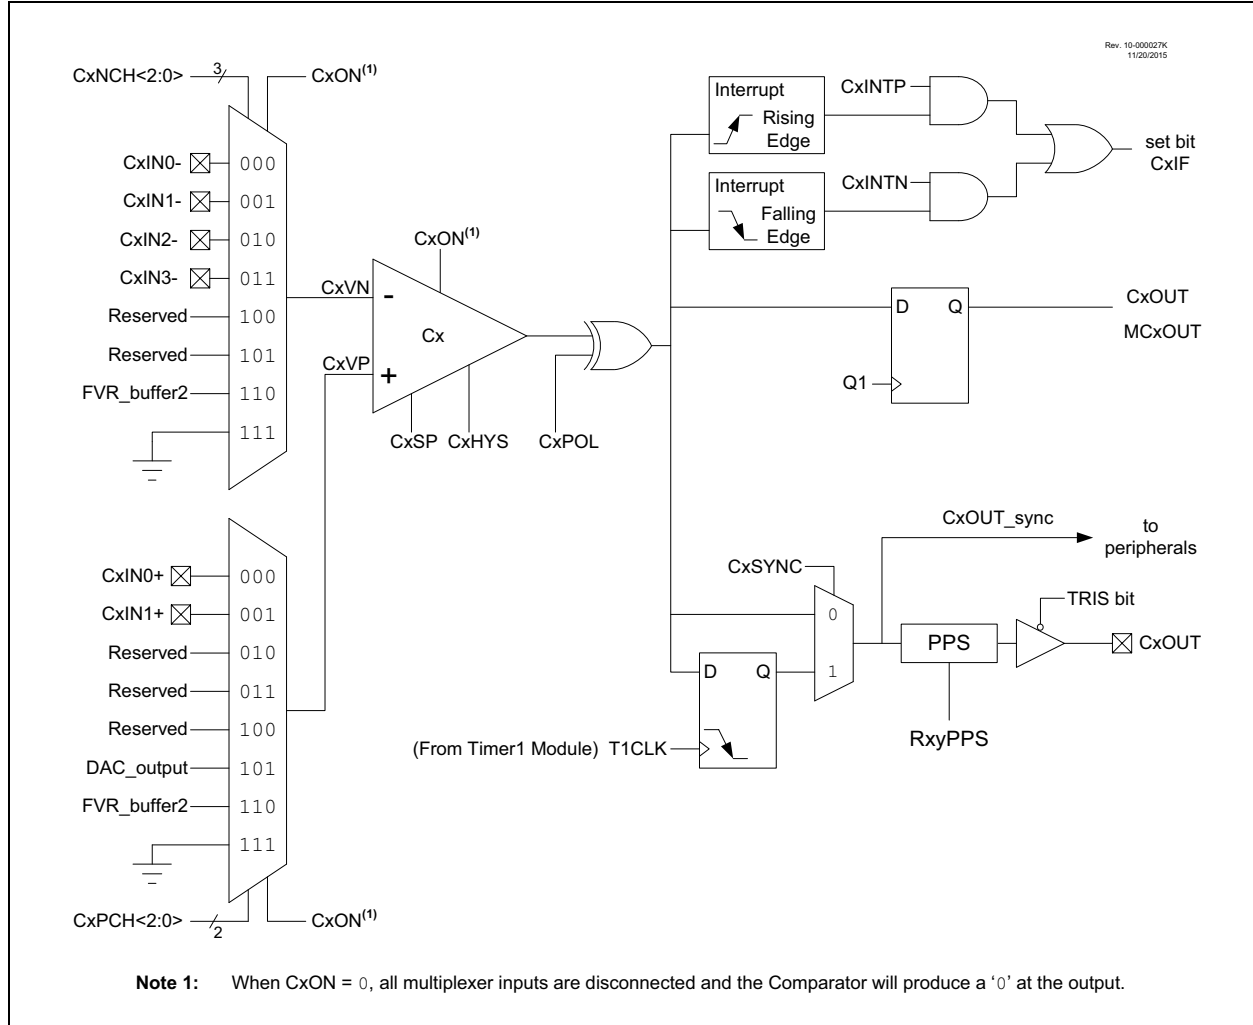 Rev. 10-000027K
11/20/2015
CxNCH<2:0>
3
CxON(1)
CxIN0-
000
CxIN1-
001
CxIN2-
010
CxIN3-
011
Reserved
100
Reserved
101
FVR_buffer2
110
111
CxVN
CxVP
CxON(1)
-
Cx
+
CxSP
CxHYS
CxPOL
Interrupt
Rising
Edge
CxINTP
Interrupt
Falling
Edge
CxINTN
set bit
CxIF
D
Q
Q1
CxOUT
MCxOUT
CxIN0+
000
CxIN1+
001
Reserved
010
Reserved
011
Reserved
100
DAC_output
101
FVR_buffer2
110
111
CxPCH<2:0>
2
CxON(1)
CxOUT_sync
to
peripherals
CxSYNC
0
1
D
Q
(From Timer1 Module) T1CLK
PPS
RxyPPS
TRIS bit
CxOUT
Note 1: When CxON = 0, all multiplexer inputs are disconnected and the Comparator will produce a ‘0’ at the output.